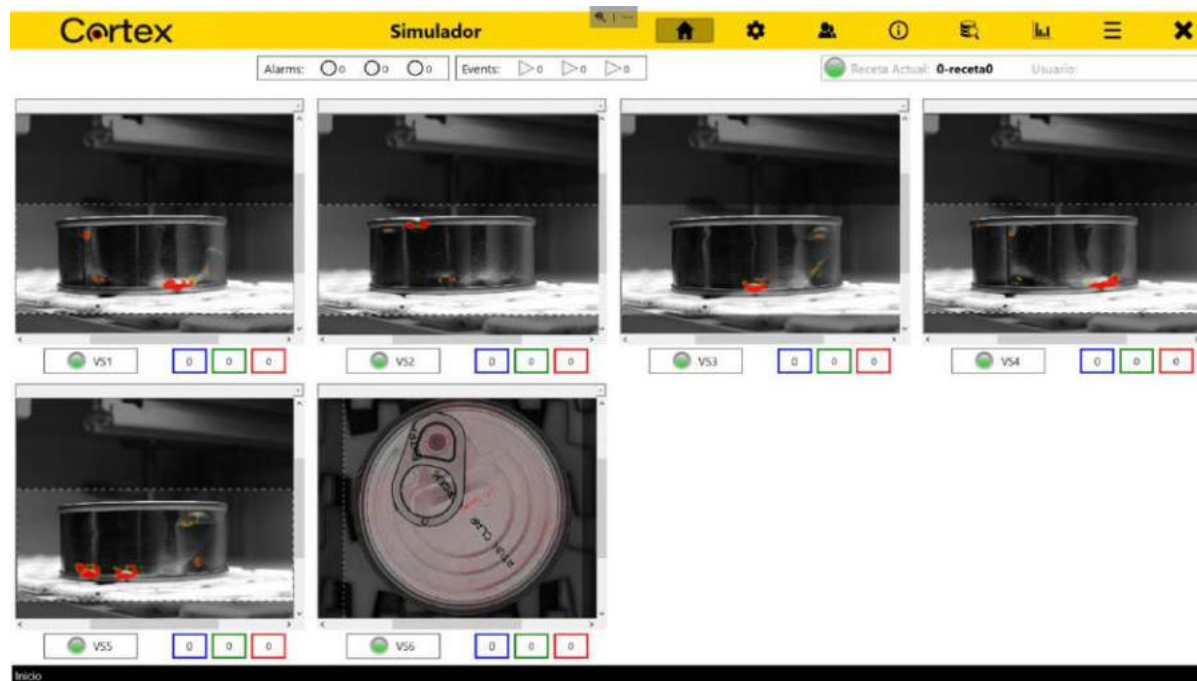 Cortex
Simulador
Alarms: 0 0 0 Events: 0 0 0
Receta Actual: 0-receta0 Usuario:
VS1 0 0 0
VS2 0 0 0
VS3 0 0 0
VS4 0 0 0
VS5 0 0 0
VS6 0 0 0
Inicio